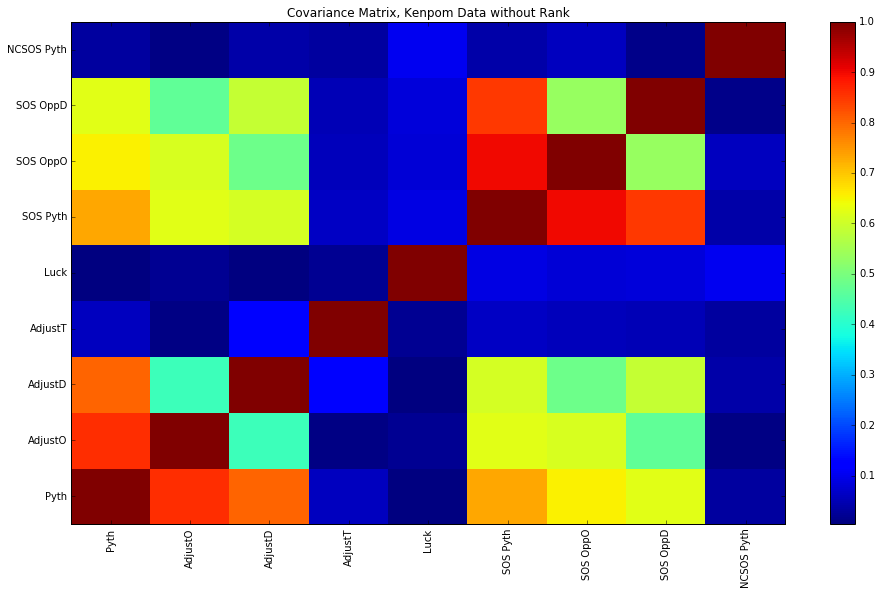 Covariance Matrix, Kenpom Data without Rank
NCSOS Pyth
SOS OppD
SOS OppO
SOS Pyth
Luck
AdjustT
AdjustD
AdjustO
Pyth
Pyth
AdjustO
AdjustD
AdjustT
Luck
SOS Pyth
SOS OppO
SOS OppD
NCSOS Pyth
1.0
0.9
0.8
0.7
0.6
0.5
0.4
0.3
0.2
0.1